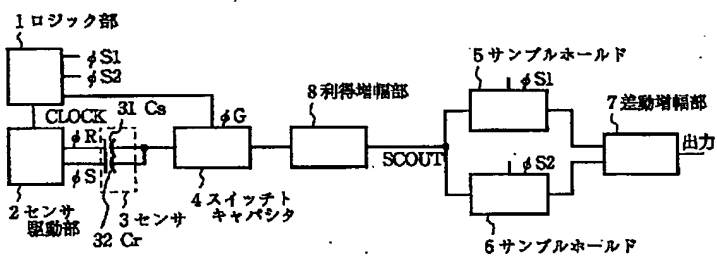 1 ロジック部
φS1
φS2
CLOCK
φR
φS
2 センサ
駆動部
31 Cs
32 Cr
3 センサ
φG
4 スイッチト
キャパシタ
8 利得増幅部
SCOUT
5 サンプルホールド
φS1
φS2
6 サンプルホールド
7 差動増幅部
出力